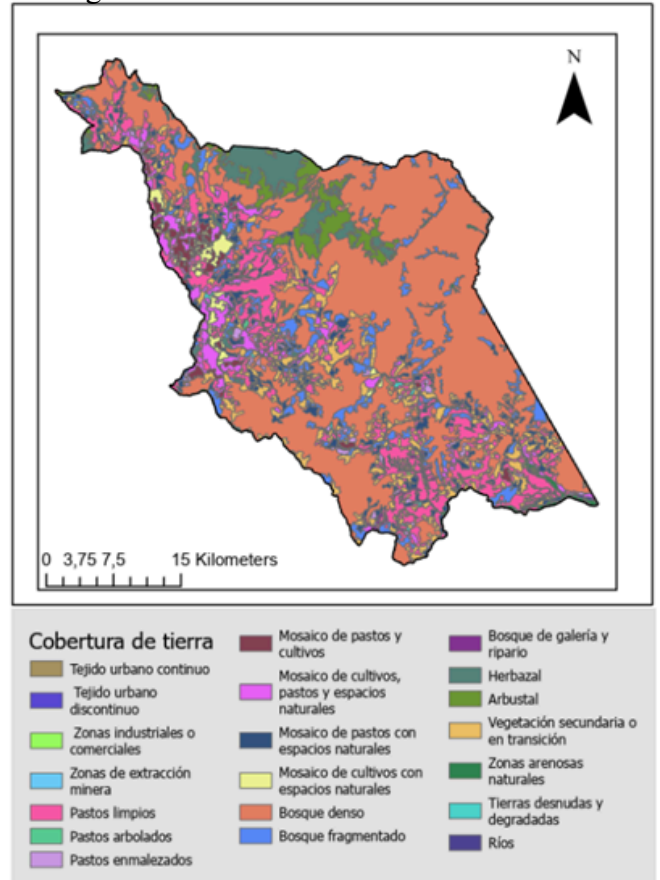 N
0 3,75 7,5 15 Kilometers
Cobertura de tierra
Tejido urbano continuo
Tejido urbano
discontinuo
Zonas industriales o
comerciales
Zonas de extracción
minera
Pastos limpios
Pastos arbolados
Pastos enmalezados
Mosaico de pastos y
cultivos
Mosaico de cultivos,
pastos y espacios
naturales
Mosaico de pastos con
espacios naturales
Mosaico de cultivos con
espacios naturales
Bosque denso
Bosque fragmentado
Bosque de galería y
ripario
Herbazal
Arbustal
Vegetación secundaria o
en transición
Zonas arenosas
naturales
Tierras desnudas y
degradadas
Ríos